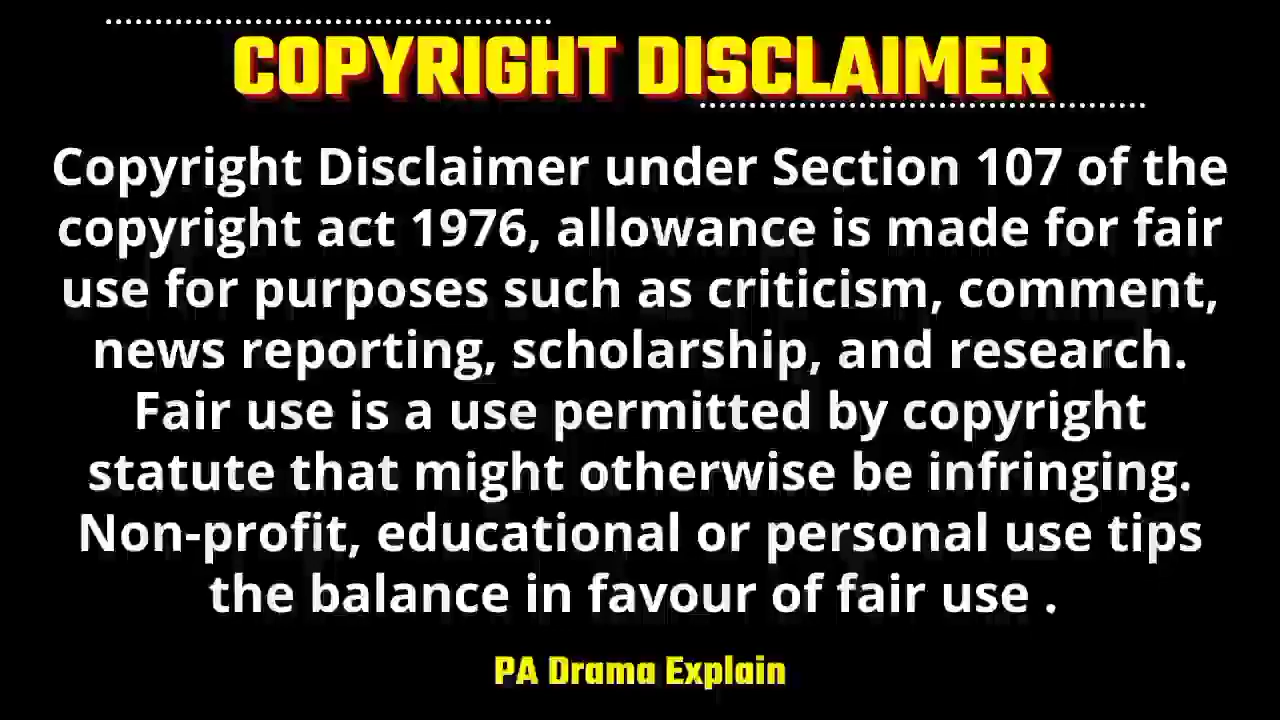 COPYRIGHT DISCLAIMER
Copyright Disclaimer under Section 107 of the
copyright act 1976, allowance is made for fair
use for purposes such as criticism, comment,
news reporting, scholarship, and research.
Fair use is a use permitted by copyright
statute that might otherwise be infringing.
Non-profit, educational or personal use tips
the balance in favour of fair use .
PA Drama Explain